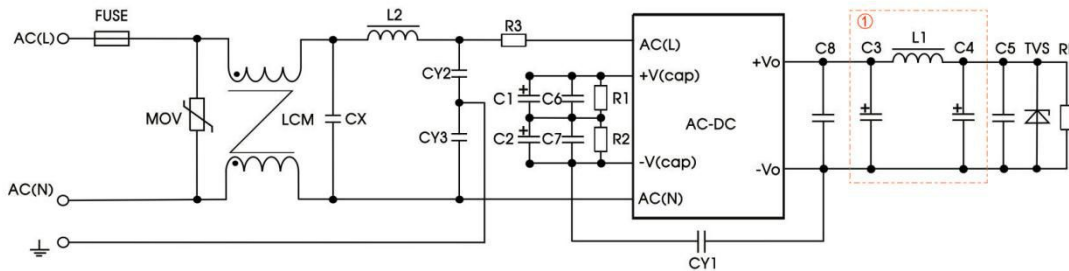 FUSE
AC(L)
MOV
LCM
CX
L2
CY2
CY3
R3
AC(N)
C1
C6
R1
C2
C7
R2
AC(L)
+V(cap)
-V(cap)
AC(N)
AC-DC
+Vo
-Vo
CY1
C8
①
C3
L1
C4
C5
TVS